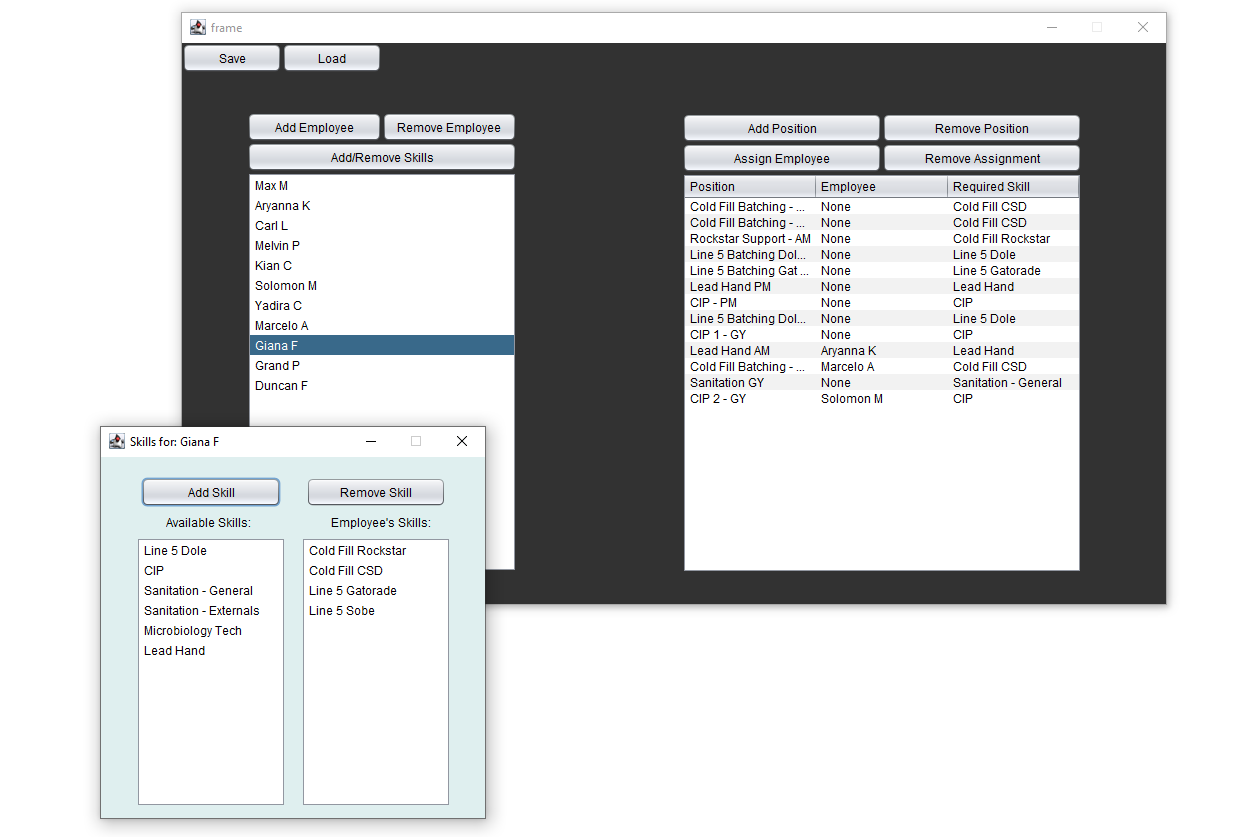 frame
Save Load
Add Employee Remove Employee
Add/Remove Skills
Max M
Aryanna K
Carl L
Melvin P
Kian C
Solomon M
Yadira C
Marcelo A
Giana F
Grand P
Duncan F
Add Position Remove Position
Assign Employee Remove Assignment
Position Employee Required Skill
Cold Fill Batching - ... None Cold Fill CSD
Cold Fill Batching - ... None Cold Fill CSD
Rockstar Support - AM None Cold Fill Rockstar
Line 5 Batching Dol... None Line 5 Dole
Line 5 Batching Gat ... None Line 5 Gatorade
Lead Hand PM None Lead Hand
CIP - PM None CIP
Line 5 Batching Dol... None Line 5 Dole
CIP 1 - GY None CIP
Lead Hand AM Aryanna K Lead Hand
Cold Fill Batching - ... Marcelo A Cold Fill CSD
Sanitation GY None Sanitation - General
CIP 2 - GY Solomon M CIP
Skills for: Giana F
Add Skill Remove Skill
Available Skills: Employee's Skills:
Line 5 Dole
CIP
Sanitation - General
Sanitation - Externals
Microbiology Tech
Lead Hand
Cold Fill Rockstar
Cold Fill CSD
Line 5 Gatorade
Line 5 Sobe